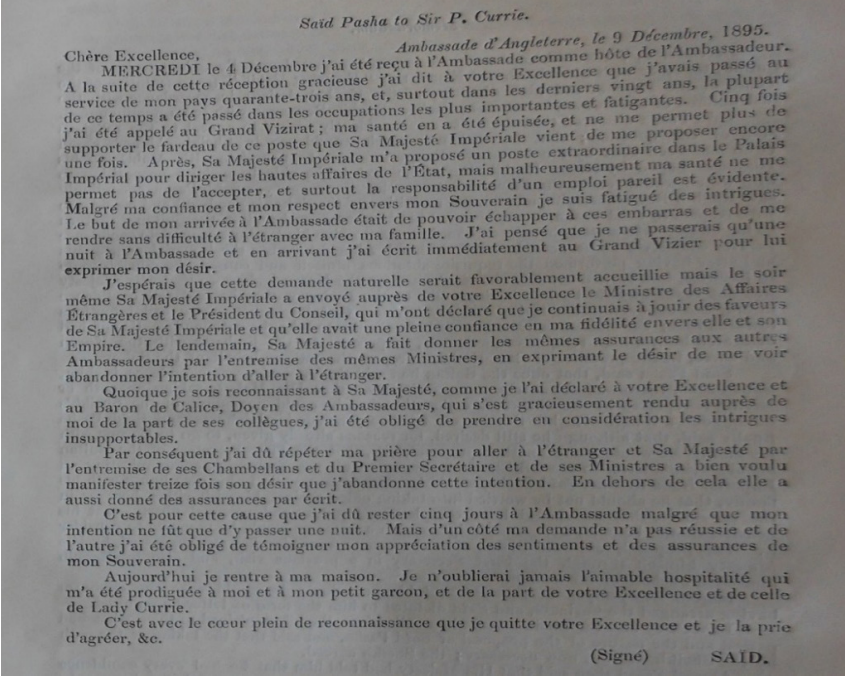 Saïd Pasha to Sir P. Currie.
Ambassade d'Angleterre, le 9 Décembre, 1895.
Chère Excellence,
MERCREDI le 4 Décembre j'ai été reçu à l'Ambassade comme hôte de l'Ambassadeur.
A la suite de cette réception gracieuse j'ai dit à votre Excellence que j'avais passé au
service de mon pays quarante-trois ans, et, surtout dans les derniers vingt ans, la plupart
de ce temps a été passé dans les occupations les plus importantes et fatigantes. Cinq fois
j'ai été appelé au Grand Vizirat ; ma santé en a été épuisée, et ne me permet plus de
supporter le fardeau de ce poste que Sa Majesté Impériale vient de me proposer encore
une fois. Après, Sa Majesté Impériale m'a proposé un poste extraordinaire dans le Palais
Impérial pour diriger les hautes affaires de l'État, mais malheureusement ma santé ne me
permet pas de l'accepter, et surtout la responsabilité d'un emploi pareil est évidente.
Malgré ma confiance et mon respect envers mon Souverain je suis fatigué des intrigues.
Le but de mon arrivée à l'Ambassade était de pouvoir échapper à ces embarras et de me
rendre sans difficulté à l'étranger avec ma famille. J'ai pensé que je ne passerais qu'une
nuit à l'Ambassade et en arrivant j'ai écrit immédiatement au Grand Vizier pour lui
exprimer mon désir.
J'espérais que cette demande naturelle serait favorablement accueillie mais le soir
même Sa Majesté Impériale a envoyé auprès de votre Excellence le Ministre des Affaires
Étrangères et le Président du Conseil, qui m'ont déclaré que je continuais à jouir des faveurs
de Sa Majesté Impériale et qu'elle avait une pleine confiance en ma fidélité envers elle et son
Empire. Le lendemain, Sa Majesté a fait donner les mêmes assurances aux autres
Ambassadeurs par l'entremise des mêmes Ministres, en exprimant le désir de me voir
abandonner l'intention d'aller à l'étranger.
Quoique je sois reconnaissant à Sa Majesté, comme je l'ai déclaré à votre Excellence et
au Baron de Calice, Doyen des Ambassadeurs, qui s'est gracieusement rendu auprès de
moi de la part de ses collègues, j'ai été obligé de prendre en considération les intrigues
insupportables.
Par conséquent j'ai dû répéter ma prière pour aller à l'étranger et Sa Majesté par
l'entremise de ses Chambellans et du Premier Secrétaire et de ses Ministres a bien voulu
manifester treize fois son désir que j'abandonne cette intention. En dehors de cela elle a
aussi donné des assurances par écrit.
C'est pour cette cause que j'ai dû rester cinq jours à l'Ambassade malgré que mon
intention ne fût que d'y passer une nuit. Mais d'un côté ma demande n'a pas réussie et de
l'autre j'ai été obligé de témoigner mon appréciation des sentiments et des assurances de
mon Souverain.
Aujourd'hui je rentre à ma maison. Je n'oublierai jamais l'aimable hospitalité qui
m'a été prodiguée à moi et à mon petit garçon, et de la part de votre Excellence et de celle
de Lady Currie.
C'est avec le cœur plein de reconnaissance que je quitte votre Excellence et je la prie
d'agréer, &c.
(Signé) SAÏD.